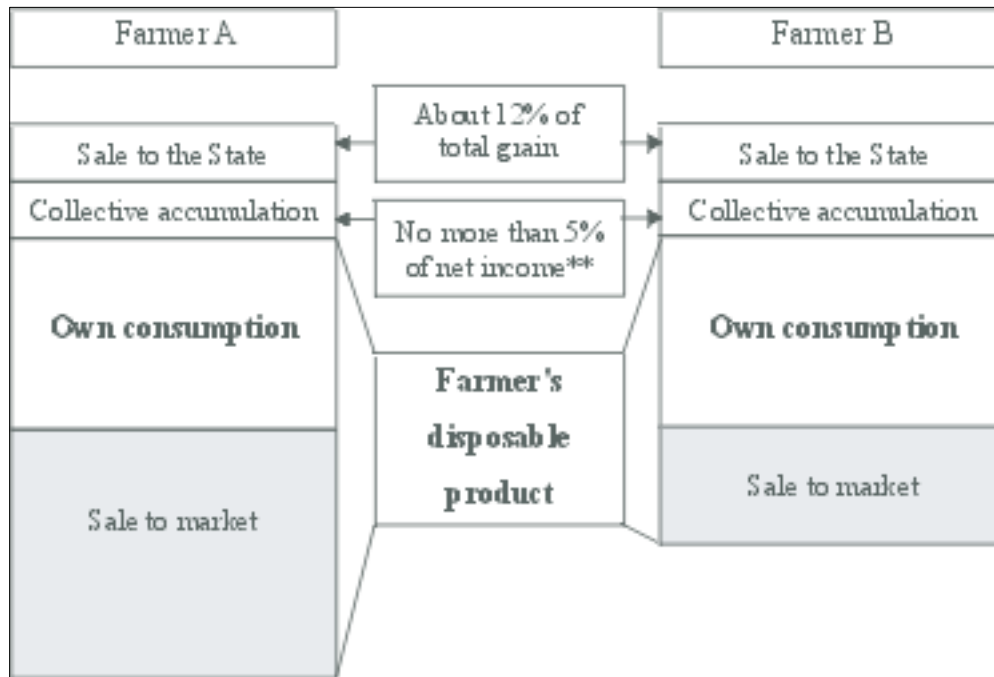 Farmer A
Farmer B
About 12% of
total grain
Sale to the State
Sale to the State
Collective accumulation
Collective accumulation
No more than 5%
of net income**
Own consumption
Own consumption
Farmer's
disposable
product
Sale to market
Sale to market